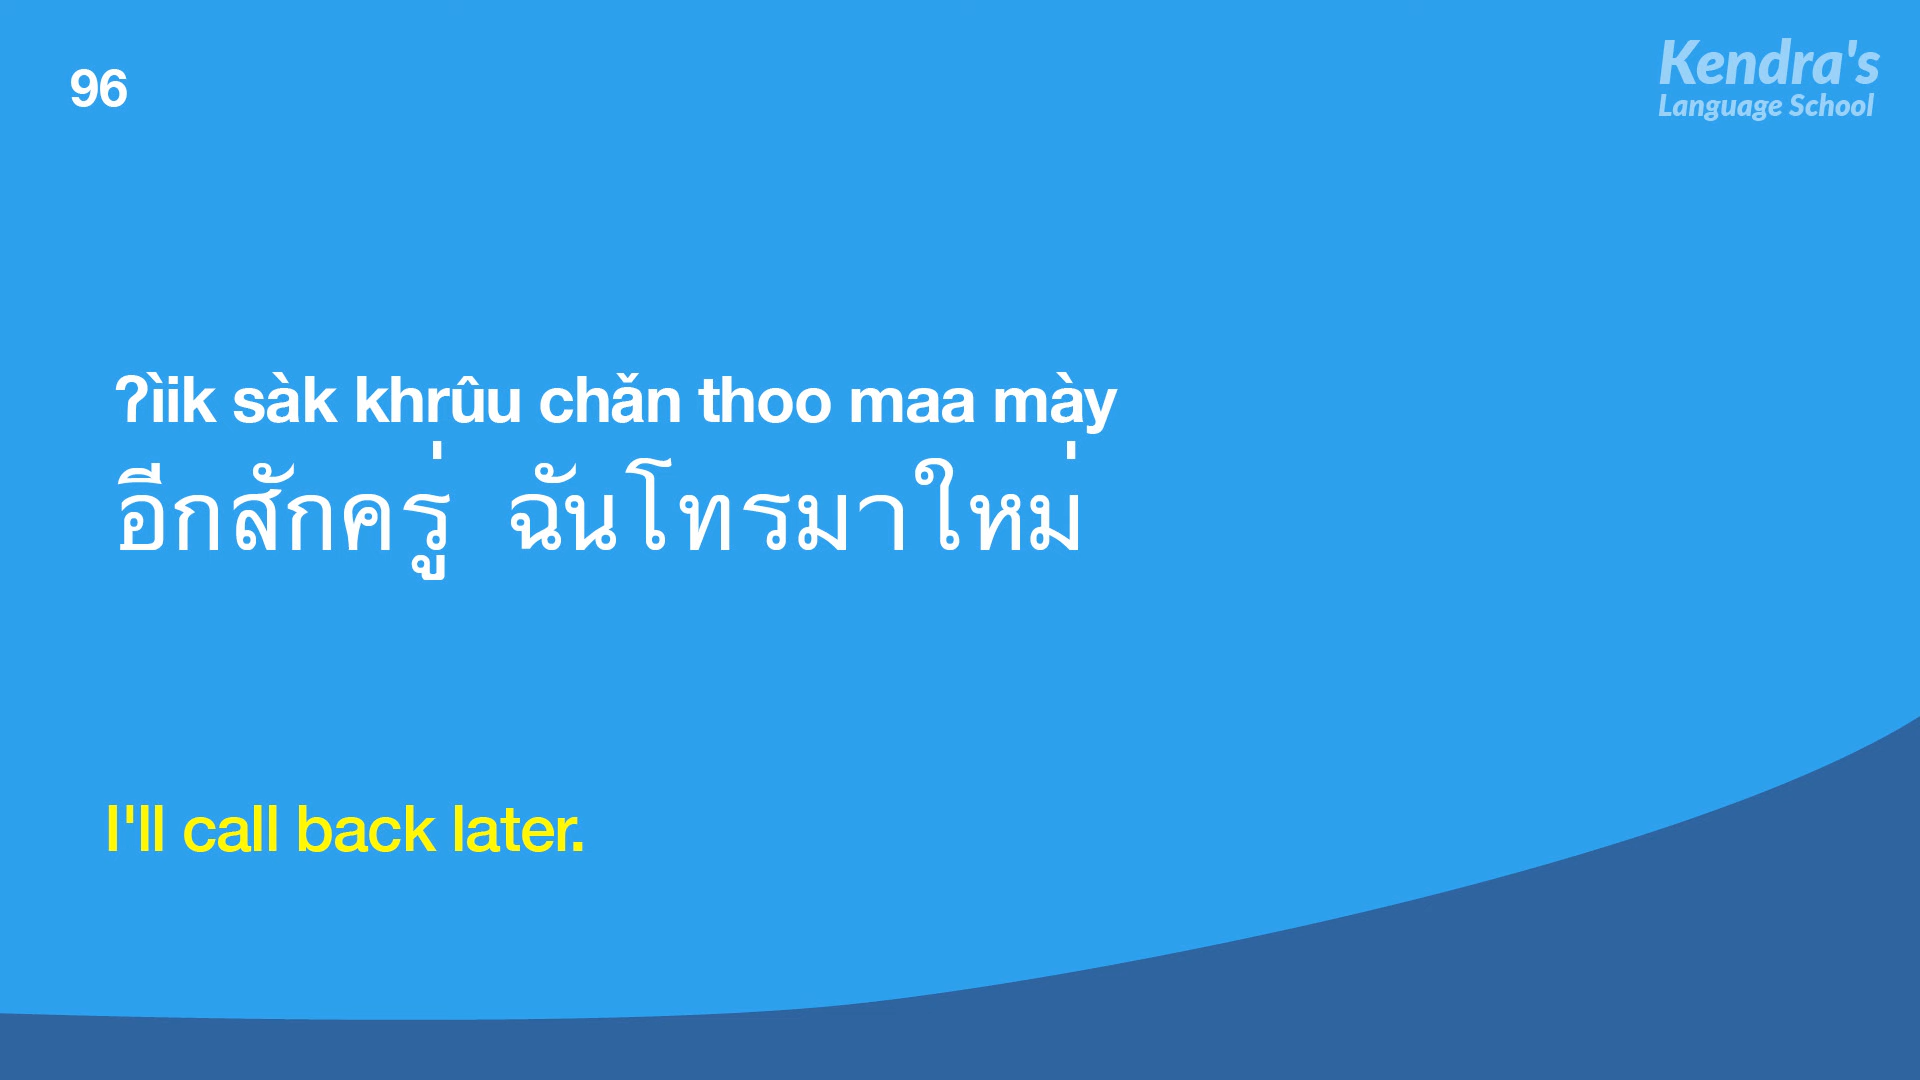 96
Kendra's
Language School
ʔìik sàk khrûu chǎn thoo maa mày
อีกสักครู่ ฉันโทรมาใหม่
I'll call back later.